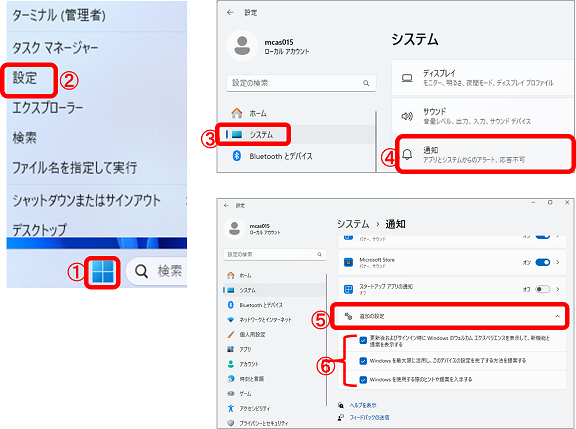 ターミナル (管理者)
タスク マネージャー
設定
②
エクスプローラー
検索
ファイル名を指定して実行
シャットダウンまたはサインアウト
デスクトップ
①
検索
← 設定
mcas015
ローカル アカウント
設定の検索
ホーム
③
システム
Bluetooth とデバイス
システム
ディスプレイ
モニター、明るさ、夜間モード、ディスプレイ プロファイル
サウンド
音量レベル、出力、入力、サウンド デバイス
④
通知
アプリとシステムからのアラート、応答不可
← 設定
mcas015
ローカル アカウント
設定の検索
ホーム
システム
Bluetooth とデバイス
ネットワークとインターネット
個人用設定
アプリ
アカウント
時刻と言語
ゲーム
アクセシビリティ
プライバシーとセキュリティ
システム › 通知
バナー, サウンド
オン
Microsoft Store
バナー, サウンド
オン
スタートアップ アプリの通知
オフ
オフ
⑤
追加の設定
⑥
更新後およびサインイン時に Windows のウェルカム エクスペリエンスを表示して、新機能と
提案を表示する
Windows を最大限に活用し、このデバイスの設定を完了する方法を提案する
Windows を使用する際のヒントや提案を入手する
ヘルプを表示
フィードバックの送信